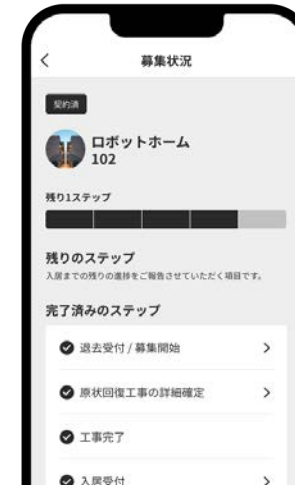 募集状況
契約済
ロボットホーム
102
残り1ステップ
残りのステップ
入居までの残りの進捗をご報告させていただく項目です。
完了済みのステップ
退去受付 / 募集開始
原状回復工事の詳細確定
工事完了
入居受付